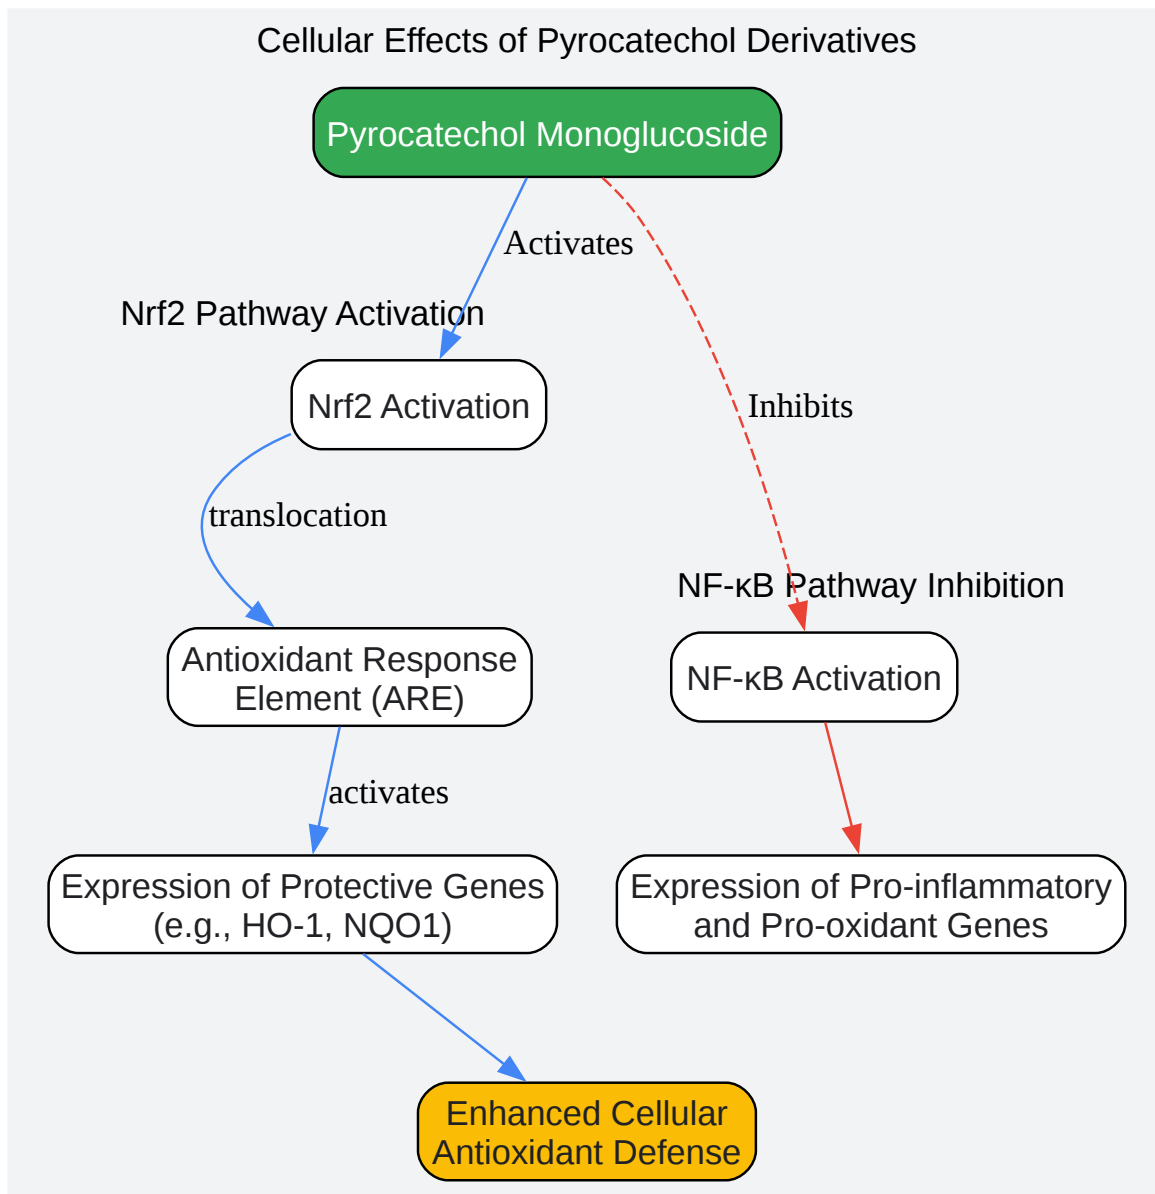 Cellular Effects of Pyrocatechol Derivatives
Pyrocatechol Monoglucoside
Activates
Nrf2 Pathway Activation
Nrf2 Activation
Inhibits
translocation
NF-κB Pathway Inhibition
Antioxidant Response
Element (ARE)
NF-κB Activation
activates
Expression of Protective Genes
(e.g., HO-1, NQO1)
Expression of Pro-inflammatory
and Pro-oxidant Genes
Enhanced Cellular
Antioxidant Defense